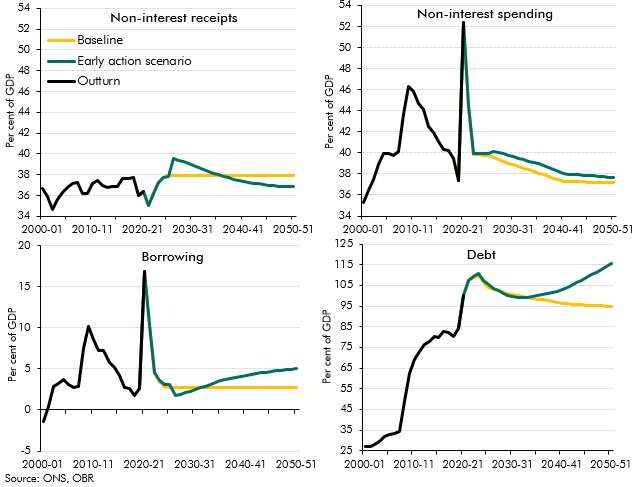 Non-interest receipts
54
52
50
48
46
44
42
40
38
36
34
Per cent of GDP
Baseline
Early action scenario
Outturn
2000-01 2010-11 2020-21 2030-31 2040-41 2050-51
Non-interest spending
54
52
50
48
46
44
42
40
38
36
34
Per cent of GDP
2000-01 2010-11 2020-21 2030-31 2040-41 2050-51
Borrowing
20
15
10
5
0
-5
Per cent of GDP
2000-01 2010-11 2020-21 2030-31 2040-41 2050-51
Debt
125
115
105
95
85
75
65
55
45
35
25
Per cent of GDP
2000-01 2010-11 2020-21 2030-31 2040-41 2050-51
Source: ONS, OBR